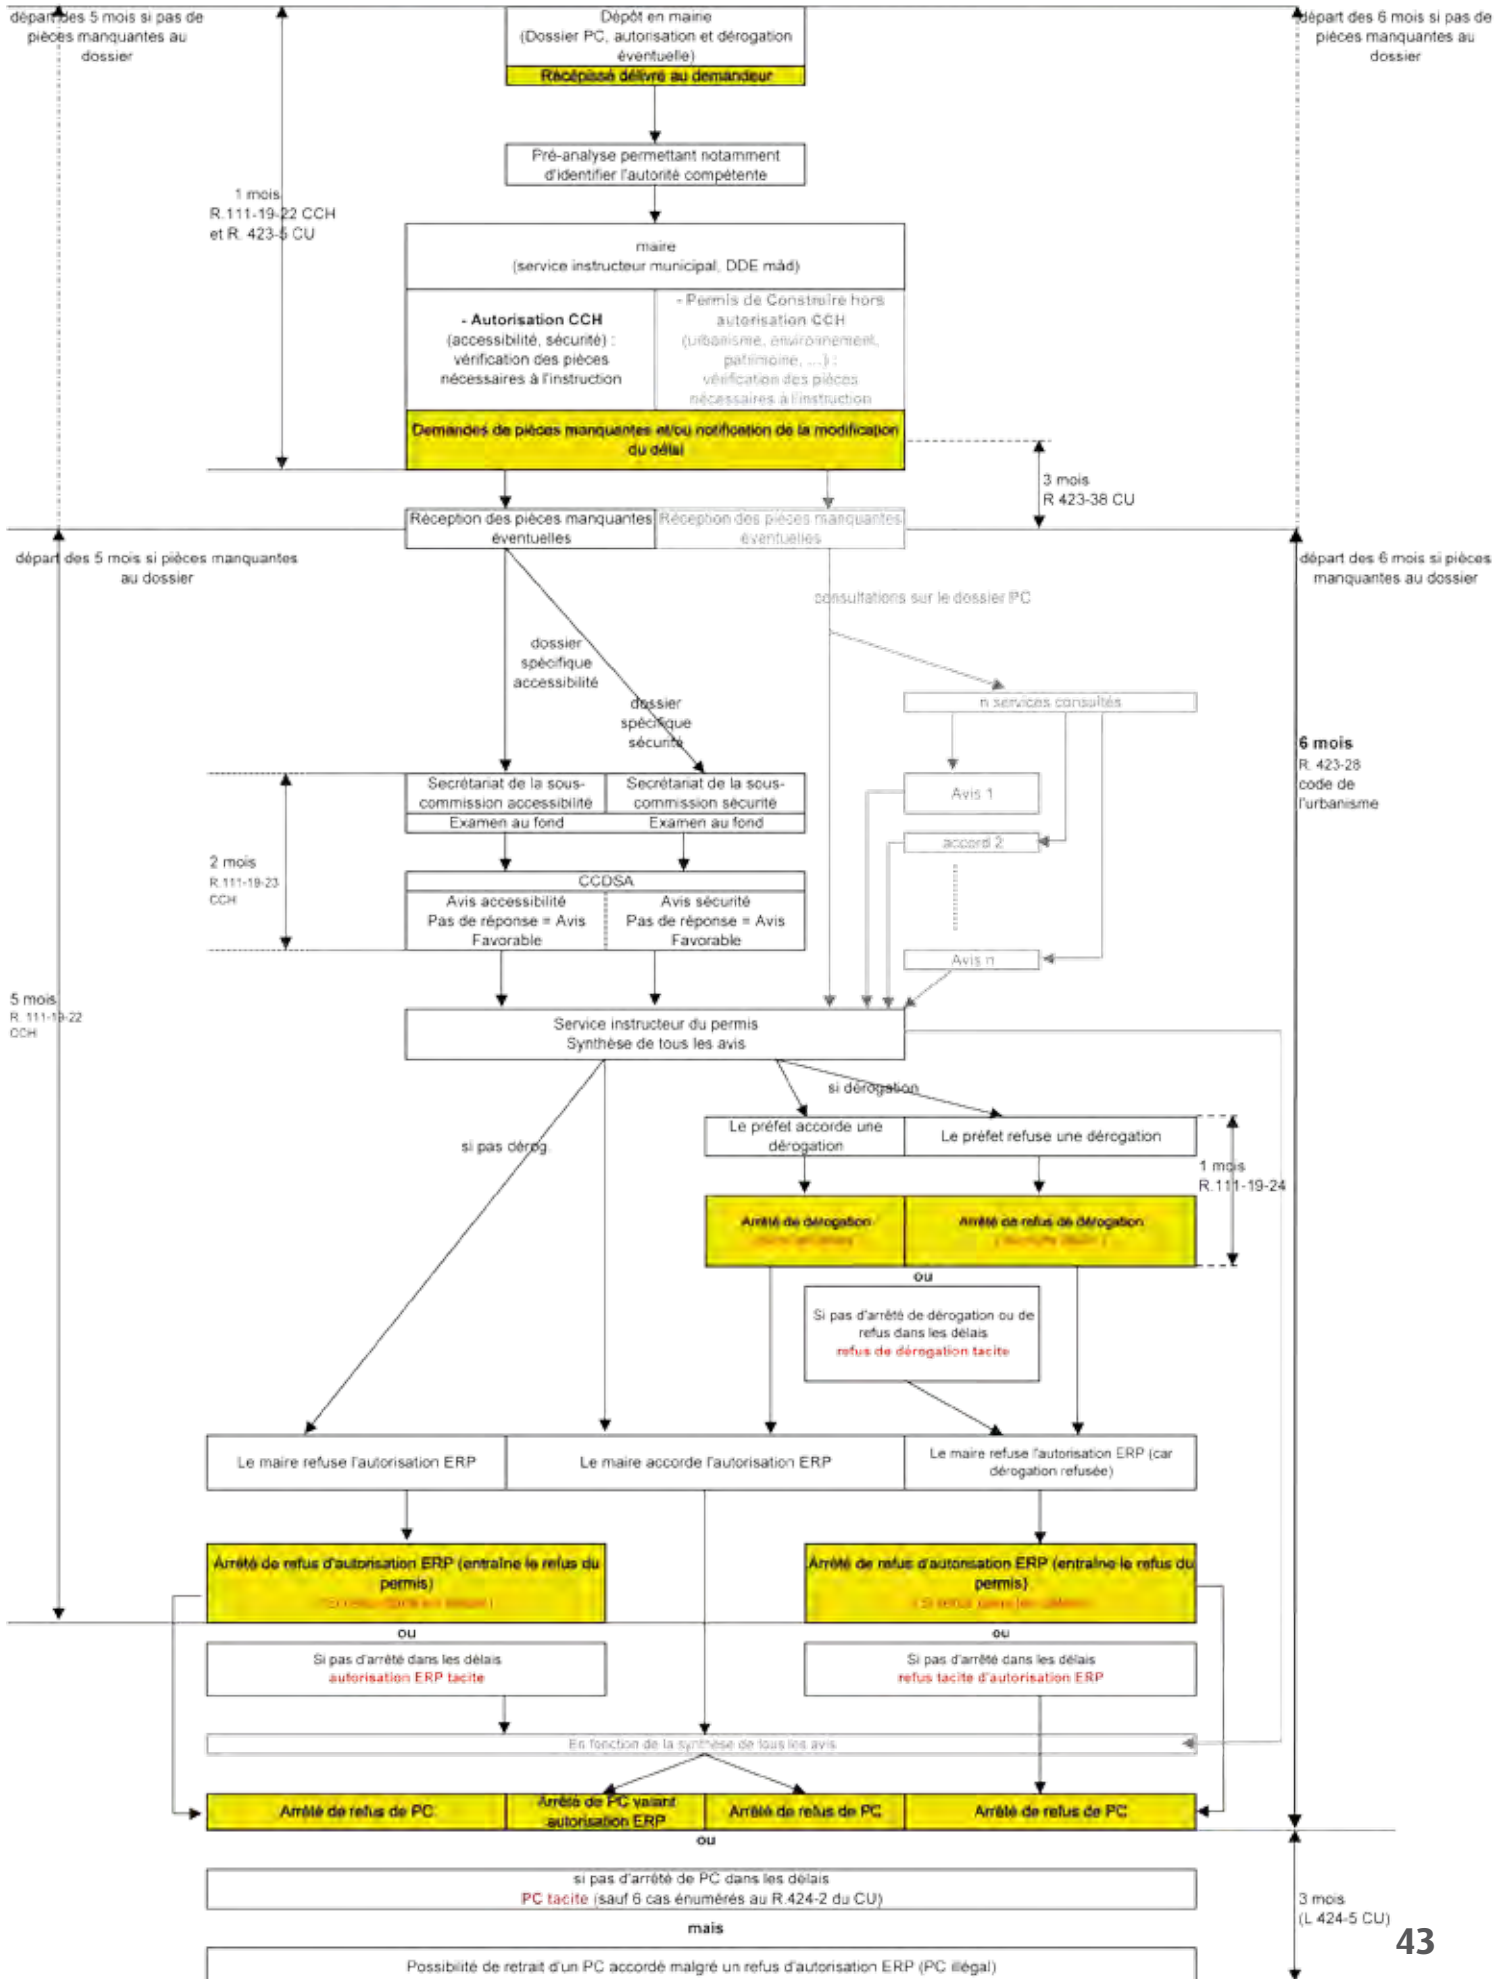 départ des 5 mois si pas de
pièces manquantes au
dossier
Dépôt en mairie
(Dossier PC, autorisation et dérogation
éventuelle)
Récépissé délivré au demandeur
départ des 6 mois si pas de
pièces manquantes au
dossier
Pré-analyse permettant notamment
d'identifier l'autorité compétente
1 mois
R.111-19-22 CCH
et R. 423-5 CU
maire
(service instructeur municipal, DDE màd)
- Autorisation CCH
(accessibilité, sécurité) :
vérification des pièces
nécessaires à l'instruction
- Permis de Construire hors
autorisation CCH
(urbanisme, environnement,
patrimoine, ...) :
vérification des pièces
nécessaires à l'instruction
Demandes de pièces manquantes et/ou notification de la modification
du délai
3 mois
R 423-38 CU
Réception des pièces manquantes
éventuelles
Réception des pièces manquantes
éventuelles
départ des 5 mois si pièces manquantes
au dossier
départ des 6 mois si pièces
manquantes au dossier
consultations sur le dossier PC
dossier
spécifique
accessibilité
dossier
spécifique
sécurité
n services consultés
6 mois
R. 423-28
code de
l'urbanisme
Secrétariat de la sous-
commission accessibilité
Secrétariat de la sous-
commission sécurité
Examen au fond
Examen au fond
Avis 1
accord 2
2 mois
R.111-19-23
CCH
CCDSA
Avis accessibilité
Pas de réponse = Avis
Favorable
Avis sécurité
Pas de réponse = Avis
Favorable
Avis n
5 mois
R. 111-19-22
CCH
Service instructeur du permis
Synthèse de tous les avis
si dérogation
si pas dérog.
Le préfet accorde une
dérogation
Le préfet refuse une dérogation
1 mois
R.111-19-24
Arrêté de dérogation
Arrêté de refus de dérogation
ou
Si pas d'arrêté de dérogation ou de
refus dans les délais
refus de dérogation tacite
Le maire refuse l'autorisation ERP
Le maire accorde l'autorisation ERP
Le maire refuse l'autorisation ERP (car
dérogation refusée)
Arrêté de refus d'autorisation ERP (entraîne le refus du
permis)
Arrêté de refus d'autorisation ERP (entraîne le refus du
permis)
( Si refus dans les délais )
ou
ou
Si pas d'arrêté dans les délais
autorisation ERP tacite
Si pas d'arrêté dans les délais
refus tacite d'autorisation ERP
En fonction de la synthèse de tous les avis
Arrêté de refus de PC
Arrêté de PC valant
autorisation ERP
Arrêté de refus de PC
Arrêté de refus de PC
ou
si pas d'arrêté de PC dans les délais
PC tacite (sauf 6 cas énumérés au R.424-2 du CU)
mais
3 mois
(L 424-5 CU)
43
Possibilité de retrait d'un PC accordé malgré un refus d'autorisation ERP (PC illégal)